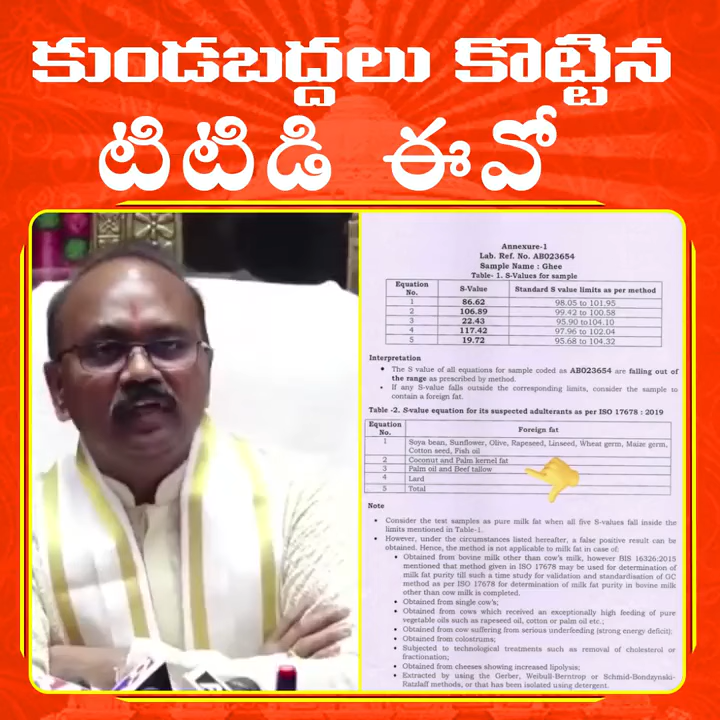 కుండబద్దలు కొట్టిన
టిటిడి ఈవో
Annexure-1
Lab. Ref. No. AB023654
Sample Name : Ghee
Table- 1. S-Values for sample
Equation No. S-Value Standard S value limits as per method
1 86.62 98.05 to 101.95
2 106.89 99.42 to 100.58
3 22.43 95.90 to104.10
4 117.42 97.96 to 102.04
5 19.72 95.68 to 104.32
Interpretation
• The S value of all equations for sample coded as AB023654 are falling out of
the range as prescribed by method.
• If any S-value falls outside the corresponding limits, consider the sample to
contain a foreign fat.
Table -2. S-value equation for its suspected adulterants as per ISO 17678 : 2019
Equation No. Foreign fat
1 Soya bean, Sunflower, Olive, Rapeseed, Linseed, Wheat germ, Maize germ,
Cotton seed, Fish oil
2 Coconut and Palm kernel fat
3 Palm oil and Beef tallow
4 Lard
5 Total
Note
• Consider the test samples as pure milk fat when all five S-values fall inside the
limits mentioned in Table-1.
• However, under the circumstances listed hereafter, a false positive result can be
obtained. Hence, the method is not applicable to milk fat in case of:
• Obtained from bovine milk other than cow's milk, however BIS 16326:2015
mentioned that method given in ISO 17678 may be used for determination of
milk fat purity till such a time study for validation and standardisation of GC
method as per ISO 17678 for determination of milk fat purity in bovine milk
other than cow milk is completed.
• Obtained from single cow's;
• Obtained from cows which received an exceptionally high feeding of pure
vegetable oils such as rapeseed oil, cotton or palm oil etc.;
• Obtained from cow suffering from serious underfeeding (strong energy deficit);
• Obtained from colostrums;
• Subjected to technological treatments such as removal of cholesterol or
fractionation;
• Obtained from cheeses showing increased lipolysis;
• Extracted by using the Gerber, Weibull-Berntrop or Schmid-Bondzynski-
Ratzlaff methods, or that has been isolated using detergent.